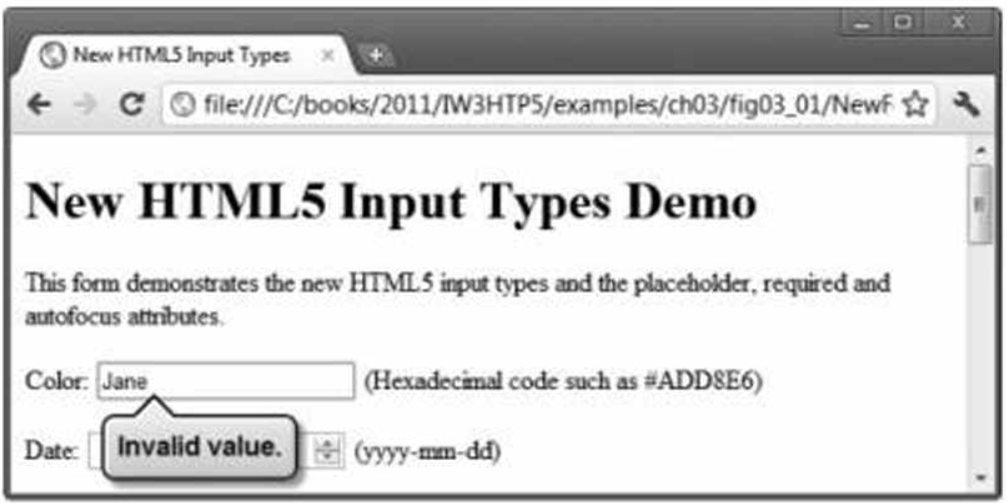 New HTML5 Input Types
file:///C:/books/2011/IW3HTP5/examples/ch03/fig03_01/NewF
New HTML5 Input Types Demo
This form demonstrates the new HTML5 input types and the placeholder, required and
autofocus attributes.
Color: Jane (Hexadecimal code such as #ADD8E6)
Invalid value.
Date: (yyyy-mm-dd)